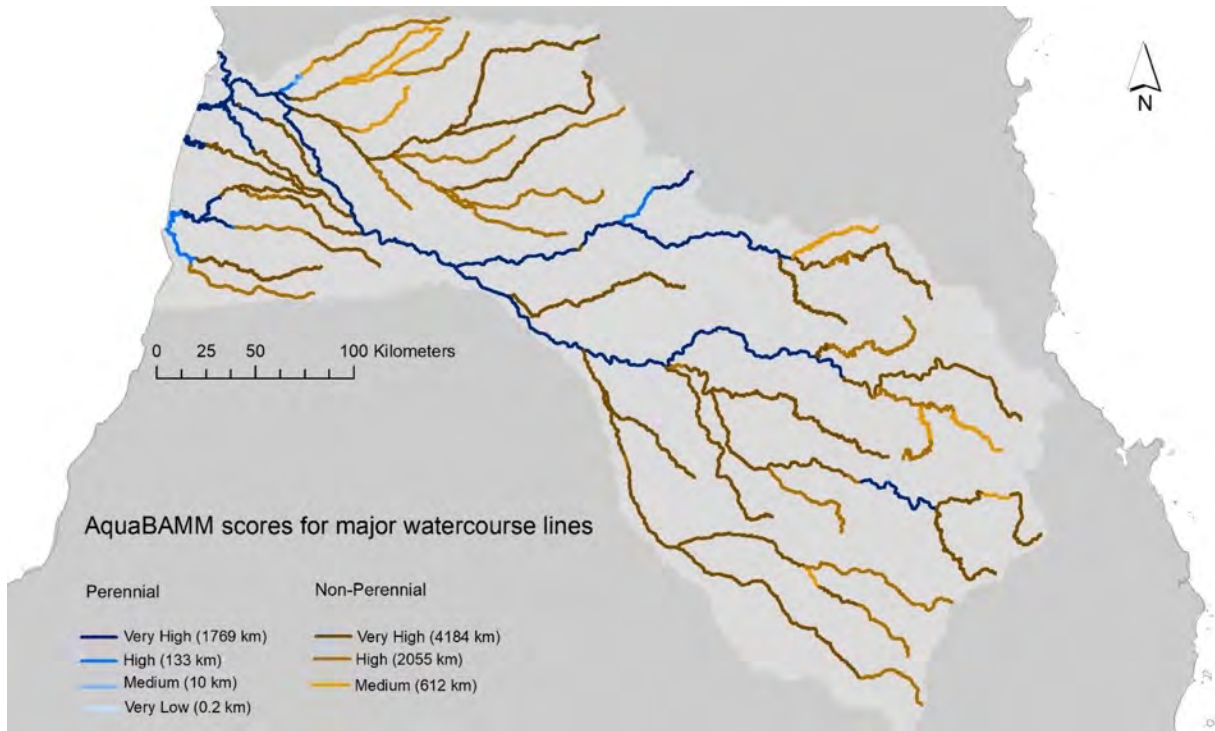 N
0 25 50 100 Kilometers
AquaBAMM scores for major watercourse lines
Perennial Non-Perennial
Very High (1769 km) Very High (4184 km)
High (133 km) High (2055 km)
Medium (10 km) Medium (612 km)
Very Low (0.2 km)